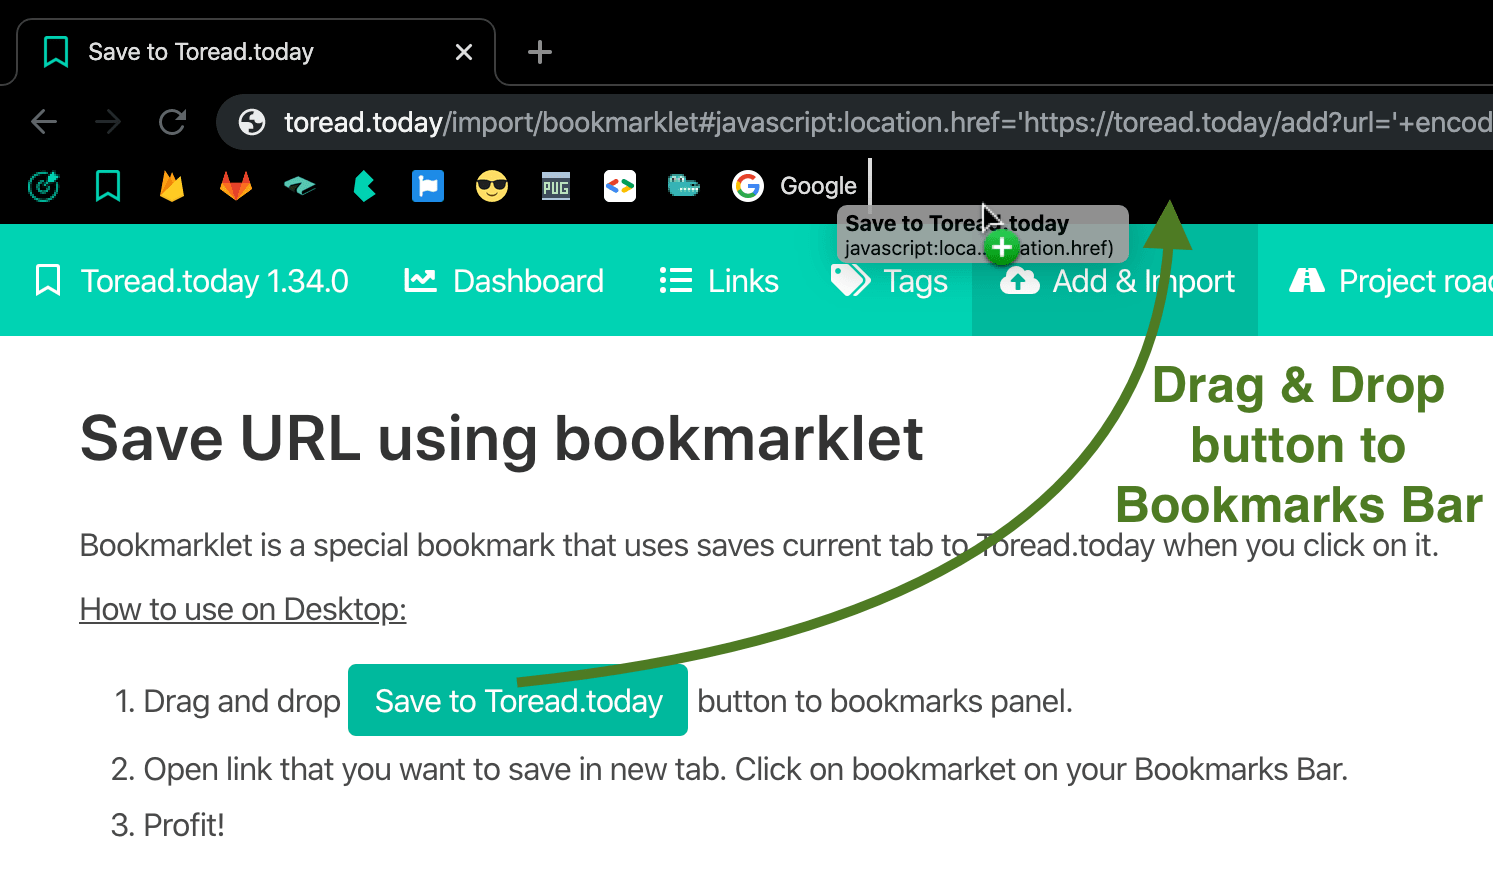 Save to Toread.today
toread.today/import/bookmarklet#javascript:location.href='https://toread.today/add?url='+encod
PUG
Google
Save to Toread.today
javascript:loca... ation.href)
Toread.today 1.34.0
Dashboard
Links
Tags
Add & Import
Project road
Drag & Drop
button to
Bookmarks Bar
Save URL using bookmarklet
Bookmarklet is a special bookmark that uses saves current tab to Toread.today when you click on it.
How to use on Desktop:
1. Drag and drop Save to Toread.today button to bookmarks panel.
2. Open link that you want to save in new tab. Click on bookmarket on your Bookmarks Bar.
3. Profit!